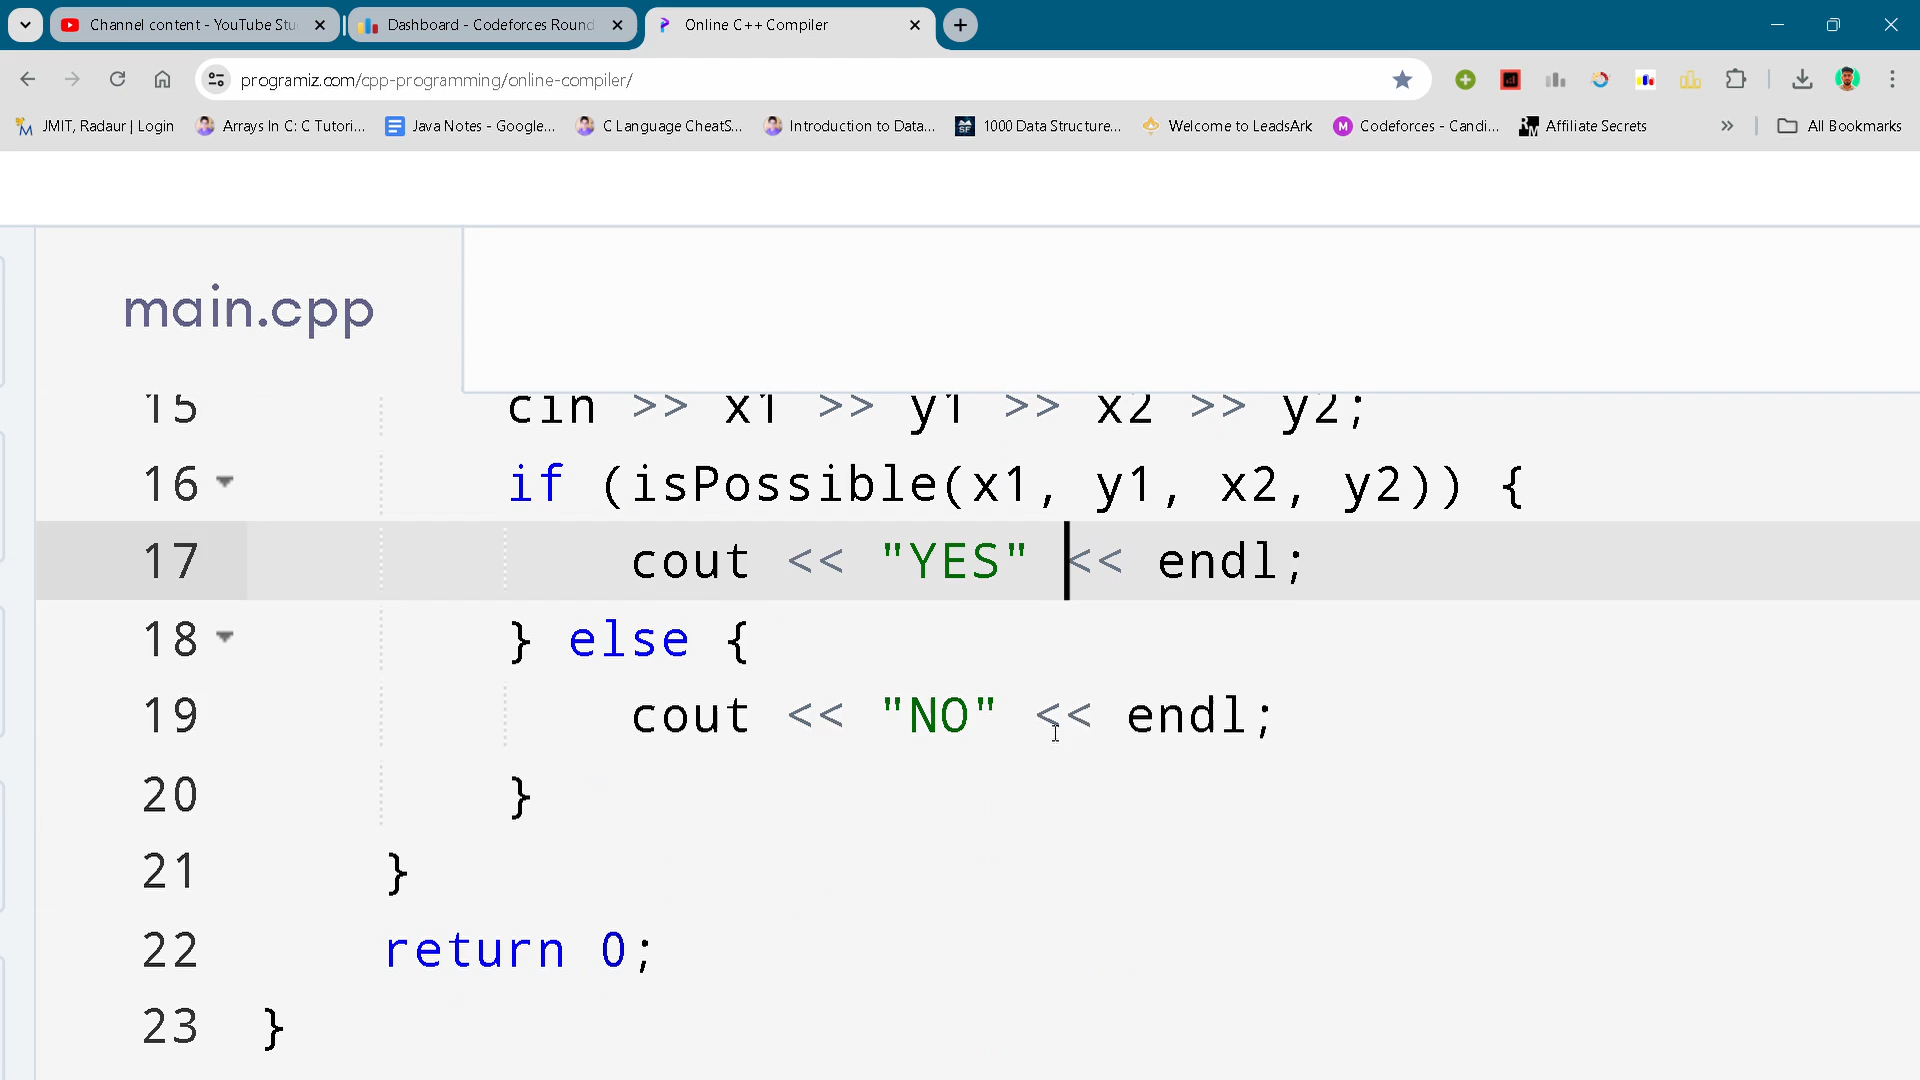 Channel content - YouTube Stu
Dashboard - Codeforces Round
Online C++ Compiler
programiz.com/cpp-programming/online-compiler/
JMIT, Radaur | Login
Arrays In C: C Tutori...
Java Notes - Google...
C Language CheatS...
Introduction to Data...
1000 Data Structure...
Welcome to LeadsArk
Codeforces - Candi...
Affiliate Secrets
All Bookmarks
main.cpp
15 cin >> x1 >> y1 >> x2 >> y2;
16 if (isPossible(x1, y1, x2, y2)) {
17 cout << "YES" << endl;
18 } else {
19 cout << "NO" << endl;
20 }
21 }
22 return 0;
23 }